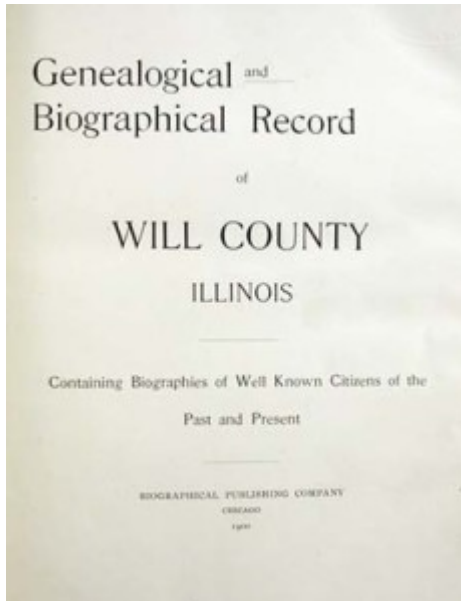 Genealogical and
Biographical Record
of
WILL COUNTY
ILLINOIS
Containing Biographies of Well Known Citizens of the
Past and Present
BIOGRAPHICAL PUBLISHING COMPANY
CHICAGO
1900